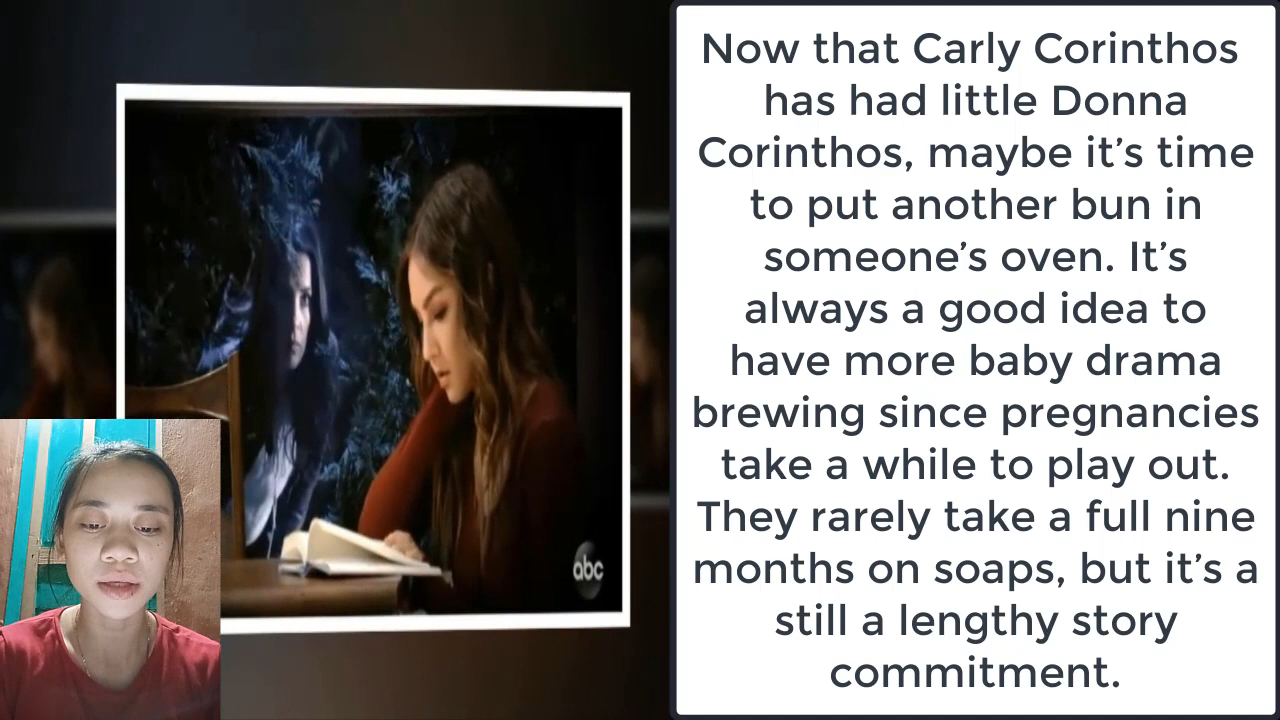 Now that Carly Corinthos
has had little Donna
Corinthos, maybe it’s time
to put another bun in
someone’s oven. It’s
always a good idea to
have more baby drama
brewing since pregnancies
take a while to play out.
They rarely take a full nine
months on soaps, but it’s a
still a lengthy story
commitment.
abc